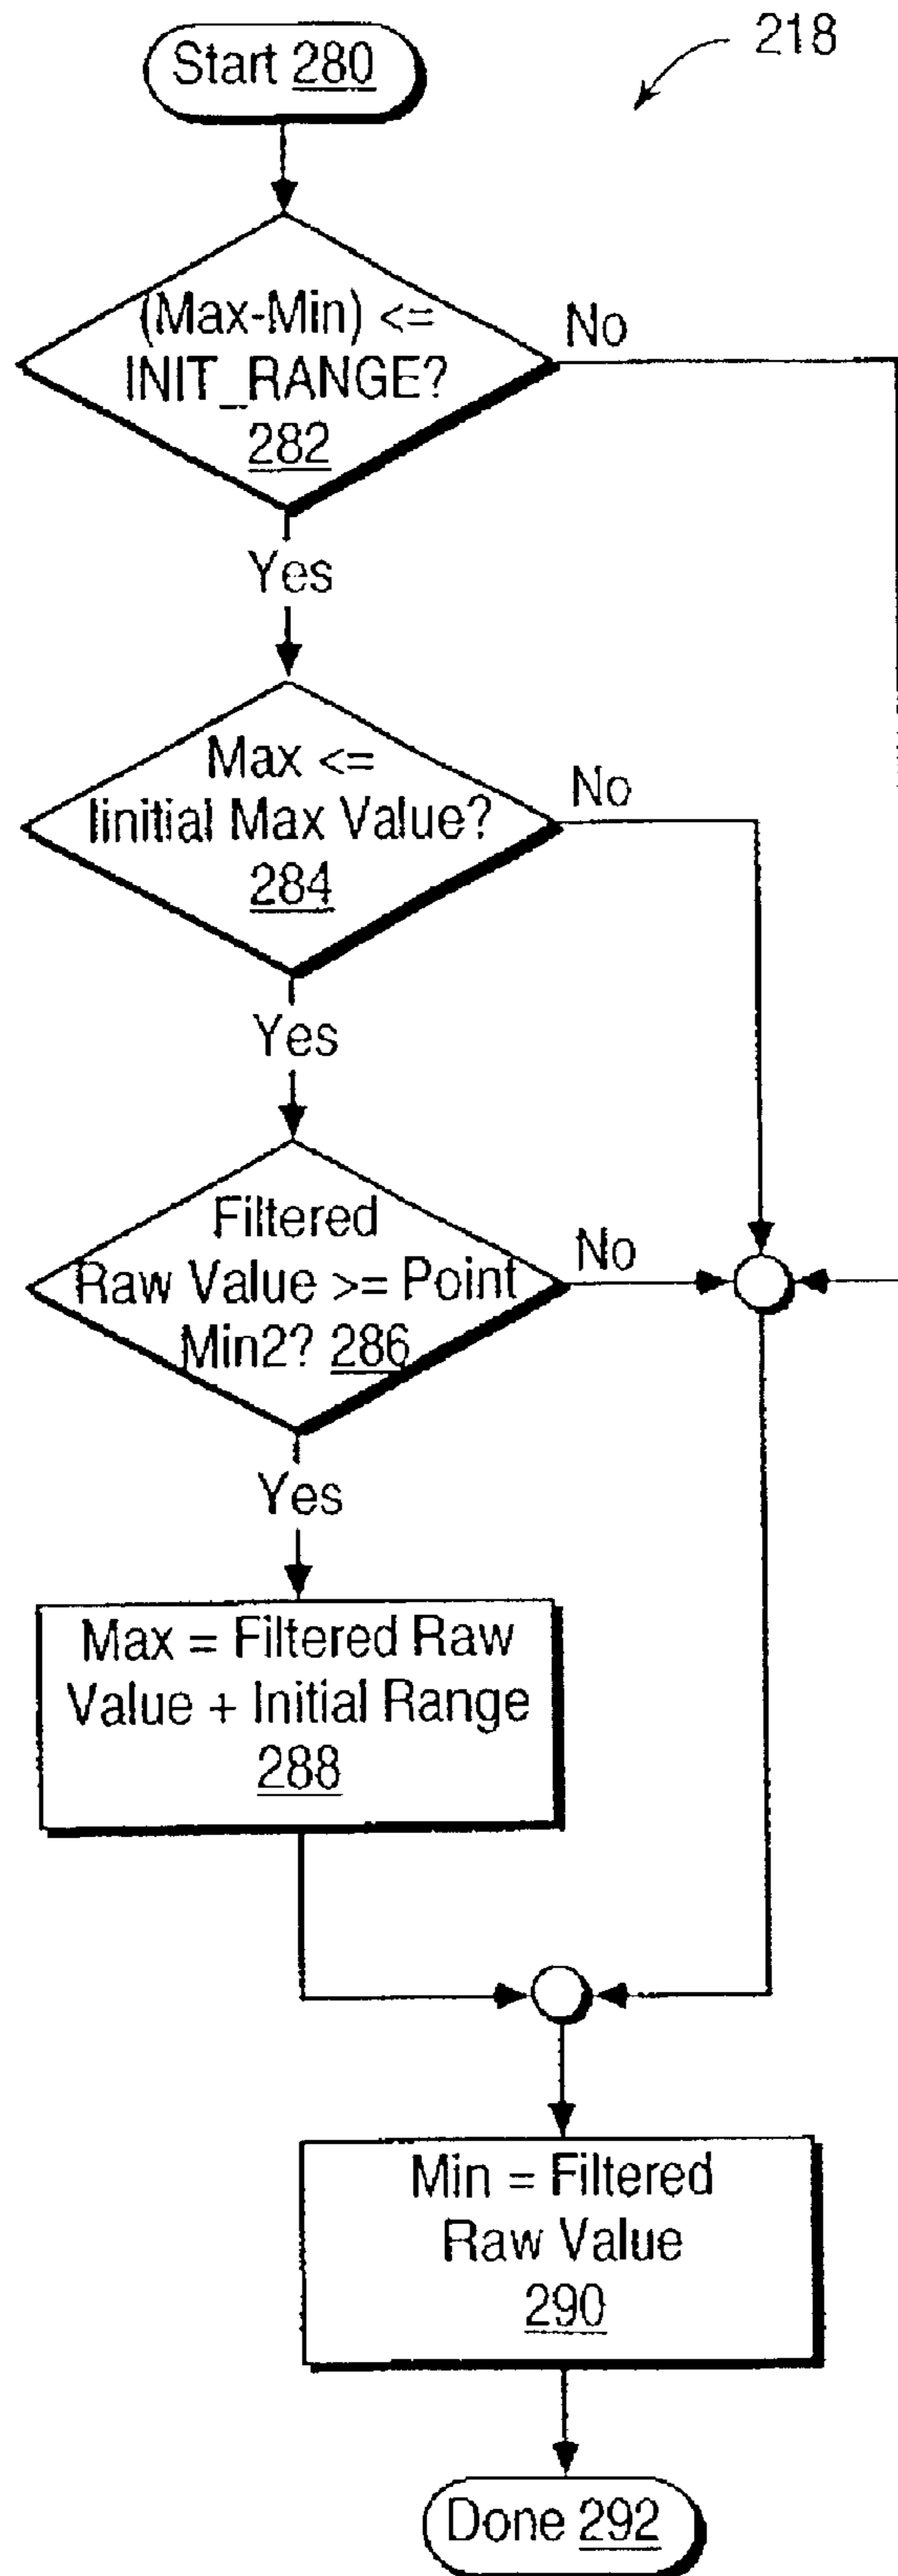 218
Start 280
(Max-Min) <=
INIT_RANGE?
282
No
Yes
Max <=
Iinitial Max Value?
284
No
Yes
Filtered
Raw Value >= Point
Min2? 286
No
Yes
Max = Filtered Raw
Value + Initial Range
288
Min = Filtered
Raw Value
290
Done 292